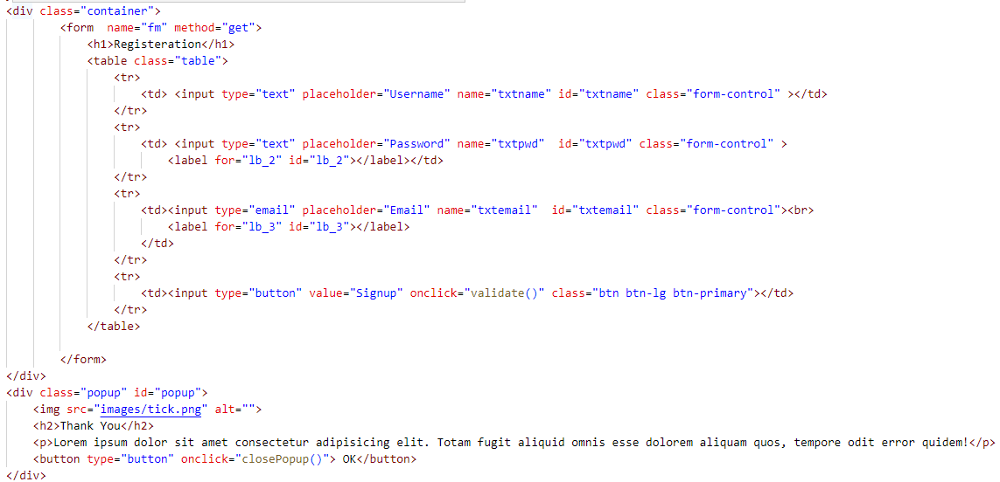 <div class="container">
<form  name="fm" method="get">
<h1>Registeration</h1>
<table class="table">
<tr>
<td> <input type="text" placeholder="Username" name="txtname" id="txtname" class="form-control" ></td>
</tr>
<tr>
<td> <input type="text" placeholder="Password" name="txtpwd"  id="txtpwd" class="form-control" >
<label for="lb_2" id="lb_2"></label></td>
</tr>
<tr>
<td><input type="email" placeholder="Email" name="txtemail"  id="txtemail" class="form-control"><br>
<label for="lb_3" id="lb_3"></label>
</td>
</tr>
<tr>
<td><input type="button" value="Signup" onclick="validate()" class="btn btn-lg btn-primary"></td>
</tr>
</table>
</form>
</div>
<div class="popup" id="popup">
<img src="images/tick.png" alt="">
<h2>Thank You</h2>
<p>Lorem ipsum dolor sit amet consectetur adipisicing elit. Totam fugit aliquid omnis esse dolorem aliquam quos, tempore odit error quidem!</p>
<button type="button" onclick="closePopup()"> OK</button>
</div>